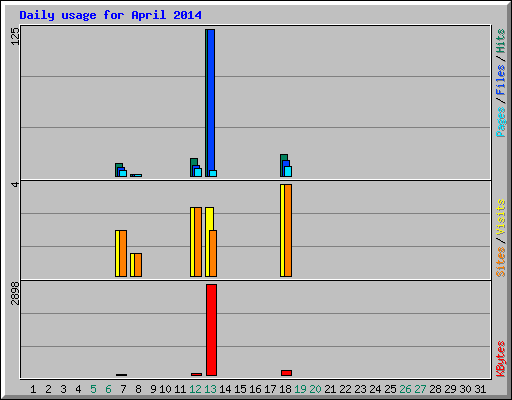 Daily usage for April 2014
125
Pages / Files / Hits
4
Sites / Visits
2898
KBytes
1 2 3 4 5 6 7 8 9 10 11 12 13 14 15 16 17 18 19 20 21 22 23 24 25 26 27 28 29 30 31